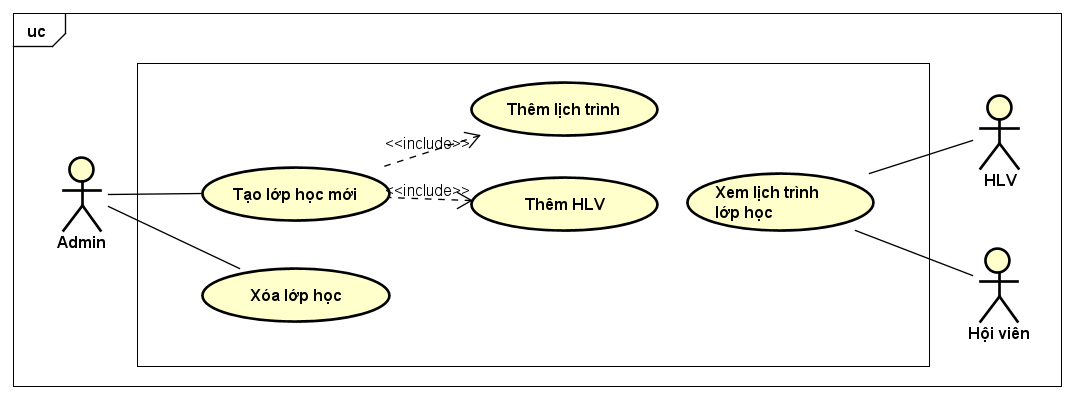 uc
Thêm lịch trình
<<include>>
Tạo lớp học mới
<<include>>
Thêm HLV
Xem lịch trình
lớp học
HLV
Admin
Xóa lớp học
Hội viên